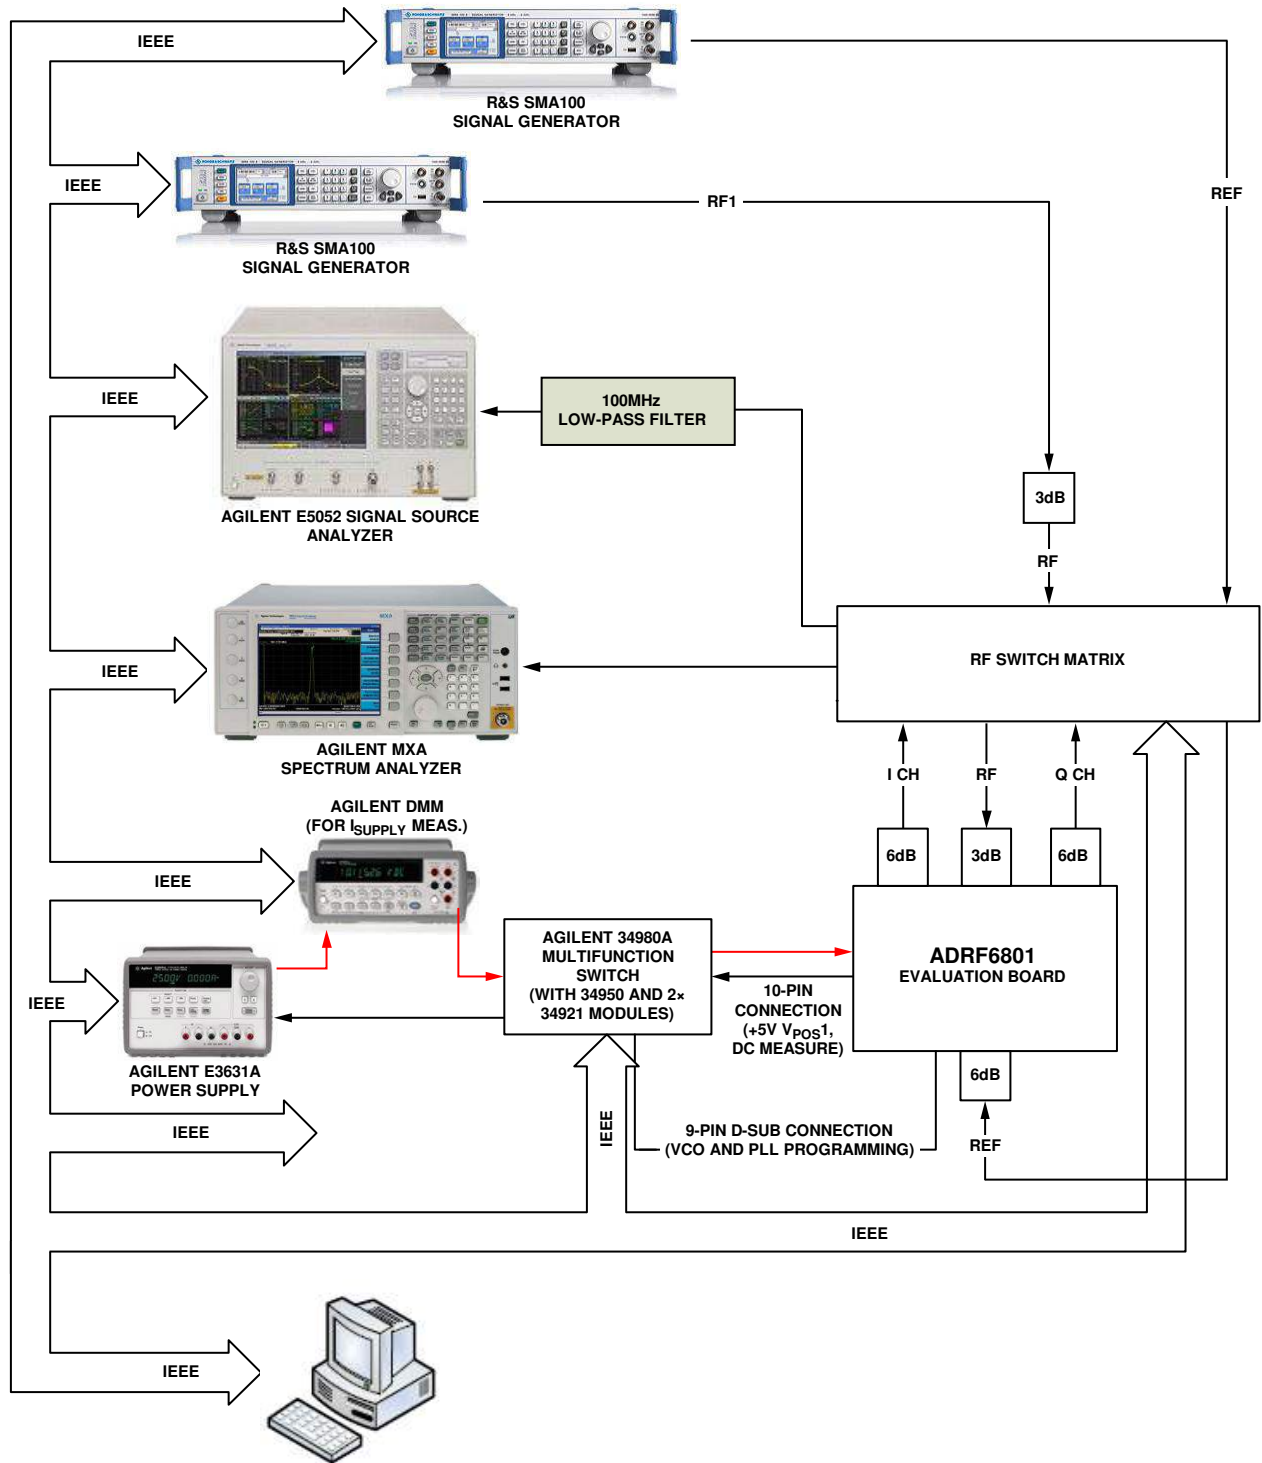 IEEE
R&S SMA100
SIGNAL GENERATOR
IEEE
RF1
REF
R&S SMA100
SIGNAL GENERATOR
IEEE
100MHz
LOW-PASS FILTER
3dB
AGILENT E5052 SIGNAL SOURCE
ANALYZER
RF
MXA
IEEE
RF SWITCH MATRIX
AGILENT MXA
SPECTRUM ANALYZER
I CH
RF
Q CH
AGILENT DMM
(FOR ISUPPLY MEAS.)
6dB
3dB
6dB
IEEE
AGILENT 34980A
MULTIFUNCTION
SWITCH
(WITH 34950 AND 2×
34921 MODULES)
ADRF6801
EVALUATION BOARD
Agilent
IEEE
10-PIN
CONNECTION
(+5V VPOS1,
DC MEASURE)
AGILENT E3631A
POWER SUPPLY
6dB
IEEE
IEEE
9-PIN D-SUB CONNECTION
(VCO AND PLL PROGRAMMING)
REF
IEEE
IEEE